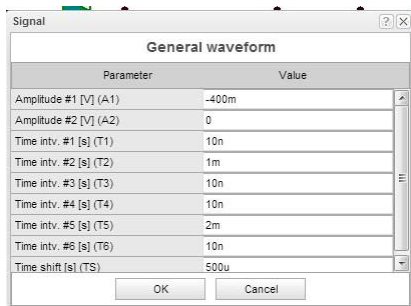 Signal ? X
General waveform
Parameter Value
Amplitude #1 [V] (A1) -400m
Amplitude #2 [V] (A2) 0
Time intv. #1 [s] (T1) 10n
Time intv. #2 [s] (T2) 1m
Time intv. #3 [s] (T3) 10n
Time intv. #4 [s] (T4) 10n
Time intv. #5 [s] (T5) 2m
Time intv. #6 [s] (T6) 10n
Time shift [s] (TS) 500u
OK Cancel